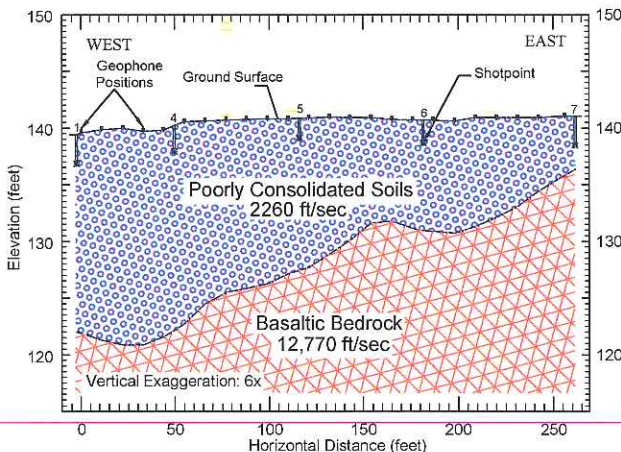 150
150
WEST
EAST
Geophone
Positions
Ground Surface
Shotpoint
1
4
5
6
7
140
140
Poorly Consolidated Soils
2260 ft/sec
Elevation (feet)
130
130
Basaltic Bedrock
12,770 ft/sec
120
120
Vertical Exaggeration: 6x
0
50
100
150
200
250
Horizontal Distance (feet)